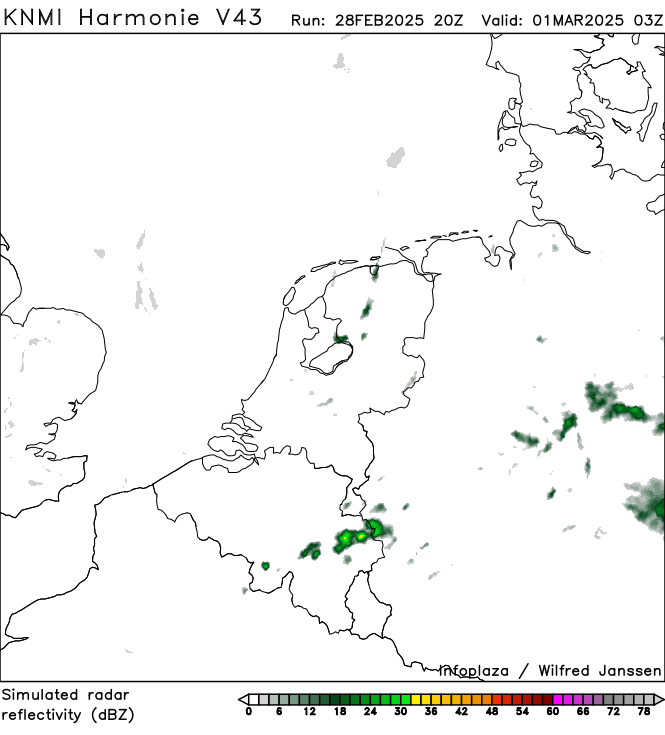 KNMI Harmonie V43 Run: 28FEB2025 20Z Valid: 01MAR2025 03Z
infoplaza / Wilfred Janssen
Simulated radar
reflectivity (dBZ)
0 6 12 18 24 30 36 42 48 54 60 66 72 78